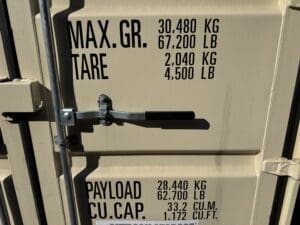 MAX. GR. 30.480 KG
67,200 LB
TARE 2.040 KG
4,500 LB
PAYLOAD 28.440 KG
62,700 LB
CU.CAP. 33.2 CU.M.
1.172 CU.FT.